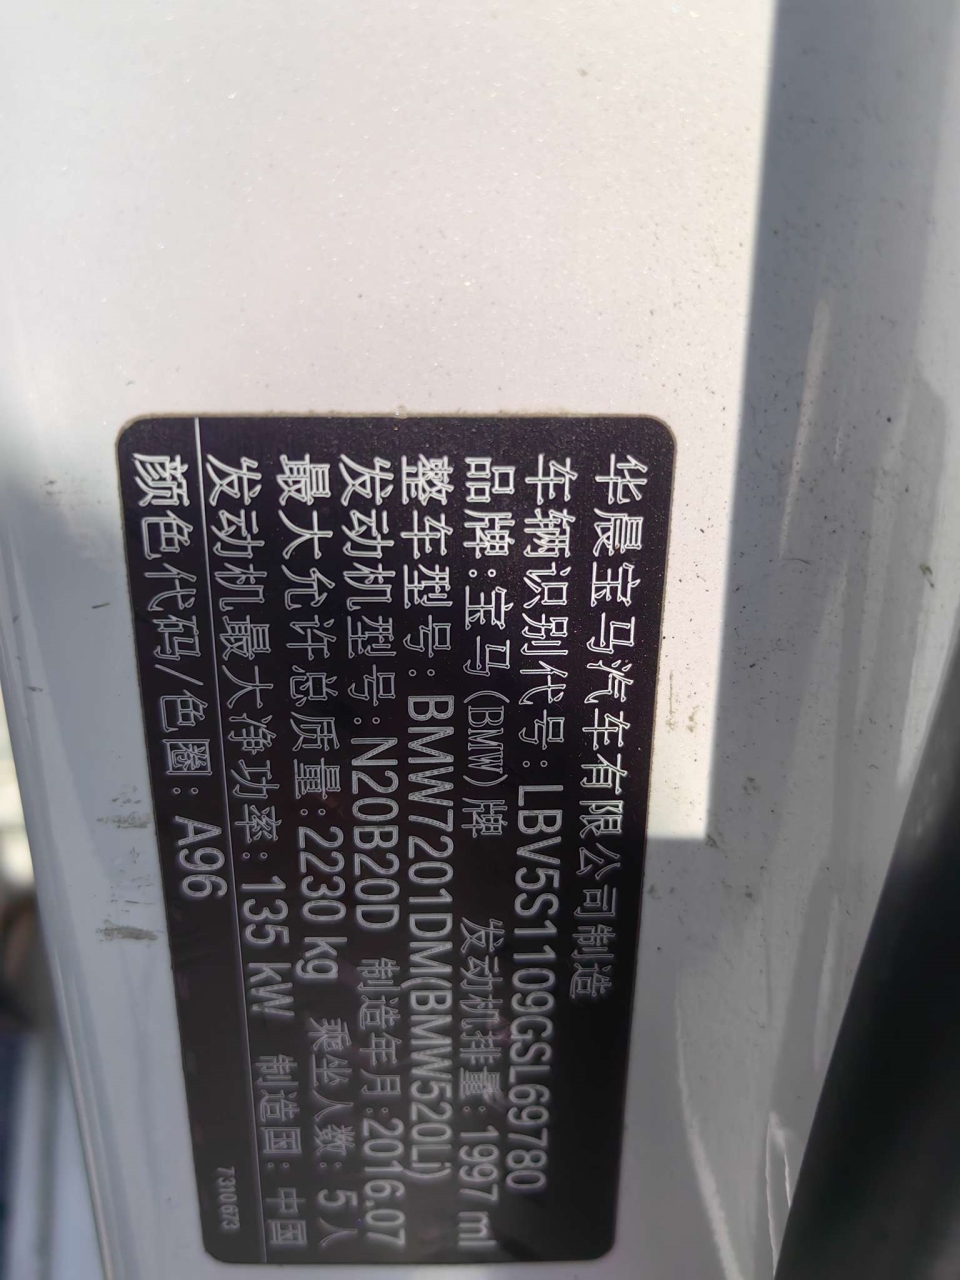 华晨宝马汽车有限公司制造
车辆识别代号:LBV5S1109GSL69780
品牌:宝马(BMW)牌 发动机排量:1997 ml
整车型号:BMW7201DM(BMW520Li)
发动机型号:N20B20D 制造年月:2016.07
最大允许总质量:2230 kg 乘坐人数:5人
发动机最大净功率:135 kW 制造国:中国
颜色代码/色圈:A96
7310673